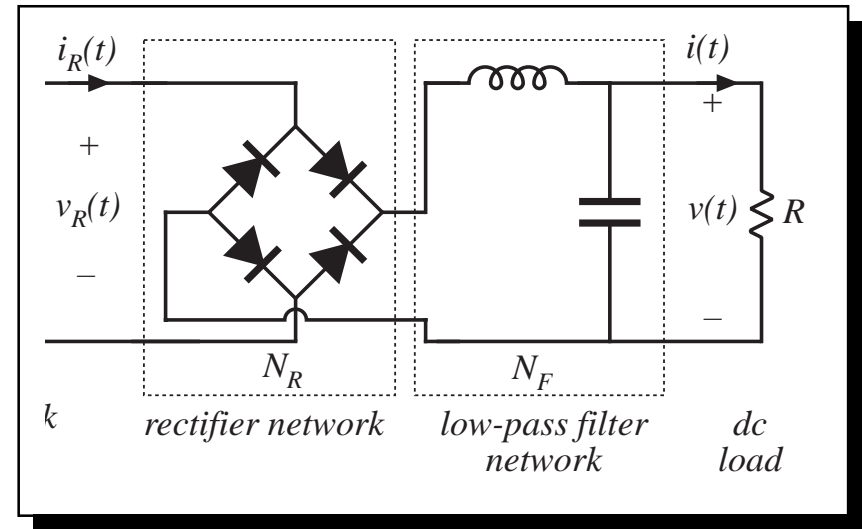 i_R(t)
i(t)
+
+
v_R(t)
v(t)
R
–
–
N_R
N_F
k
rectifier network
low-pass filter
network
dc
load